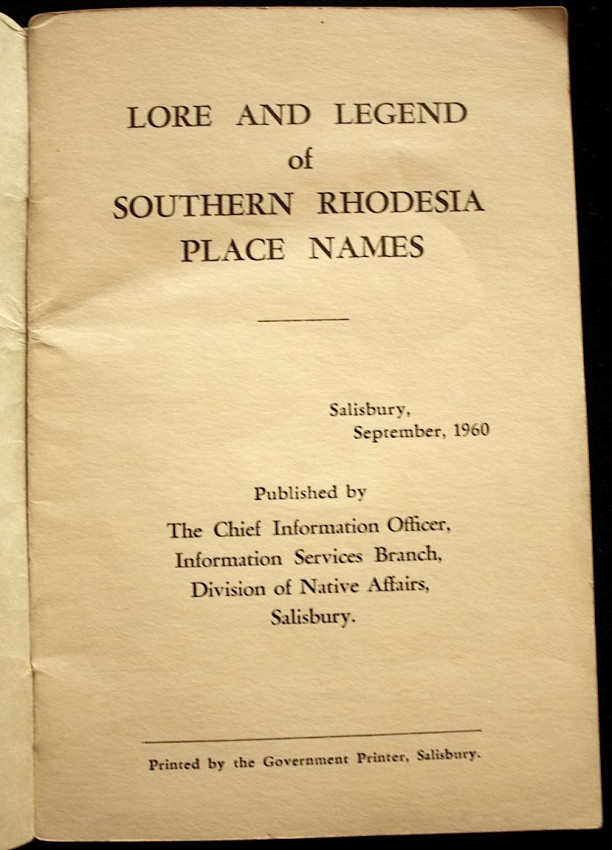 LORE AND LEGEND
of
SOUTHERN RHODESIA
PLACE NAMES
Salisbury,
September, 1960
Published by
The Chief Information Officer,
Information Services Branch,
Division of Native Affairs,
Salisbury.
Printed by the Government Printer, Salisbury.